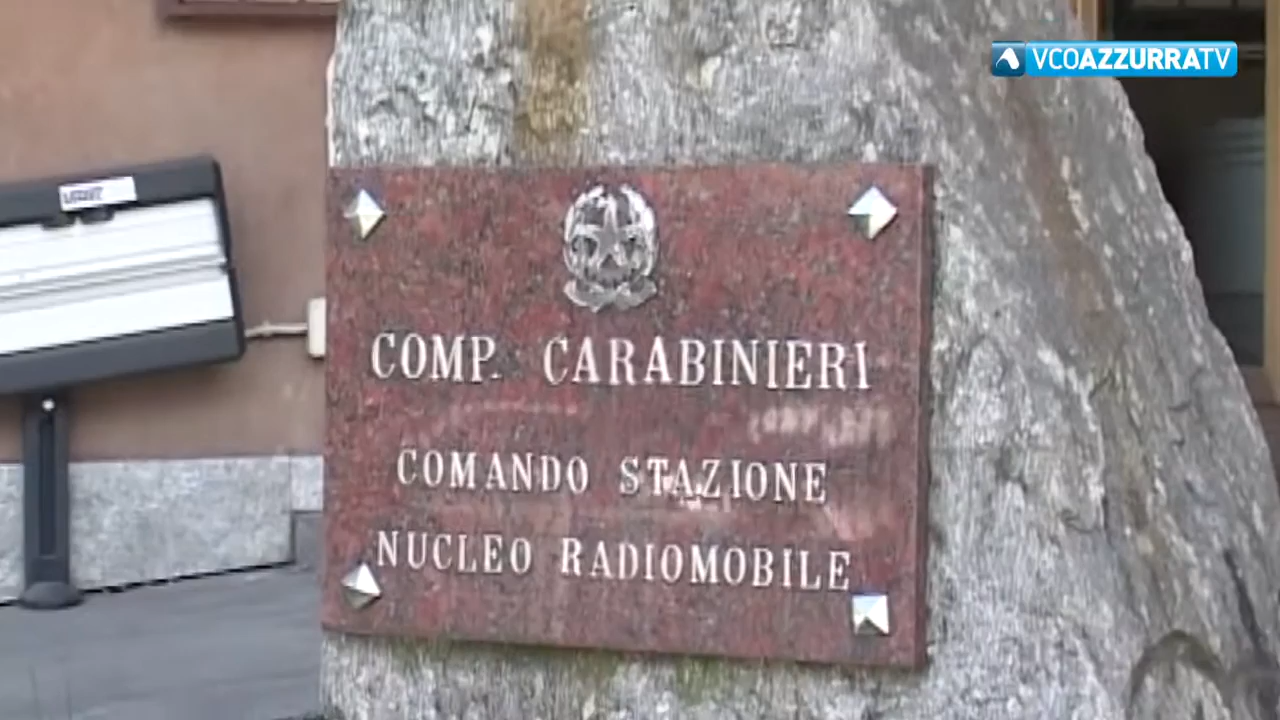 VCOAZZURRATV
COMP. CARABINIERI
COMANDO STAZIONE
NUCLEO RADIOMOBILE